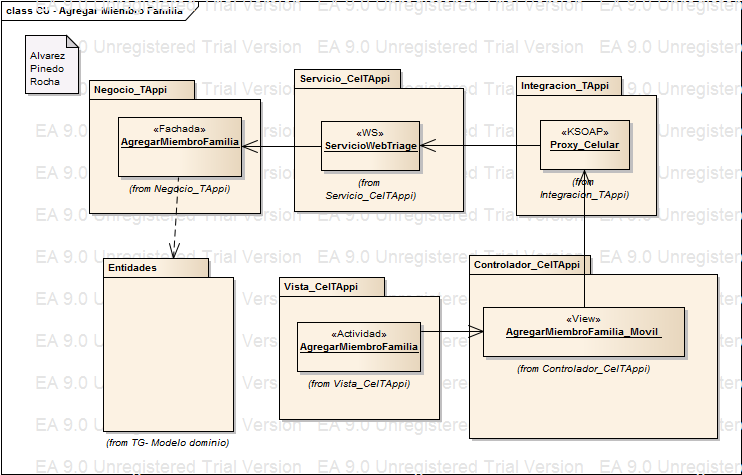 class CU - Agregar Miembro Familia
EA 9.0 Unregistered Trial Version
Alvarez
Pinedo
Rocha
Negocio_TAppi
«Fachada»
AgregarMiembroFamilia
(from Negocio_TAppi)
Servicio_CelTAppi
«WS»
ServicioWebTriage
(from
Servicio_CelTAppi)
Integracion_TAppi
«KSOAP»
Proxy_Celular
(from
Integracion_TAppi)
Entidades
(from TG- Modelo dominio)
Vista_CelTAppi
«Actividad»
AgregarMiembroFamilia
(from Vista_CelTAppi)
Controlador_CelTAppi
«View»
AgregarMiembroFamilia_Movil
(from Controlador_CelTAppi)